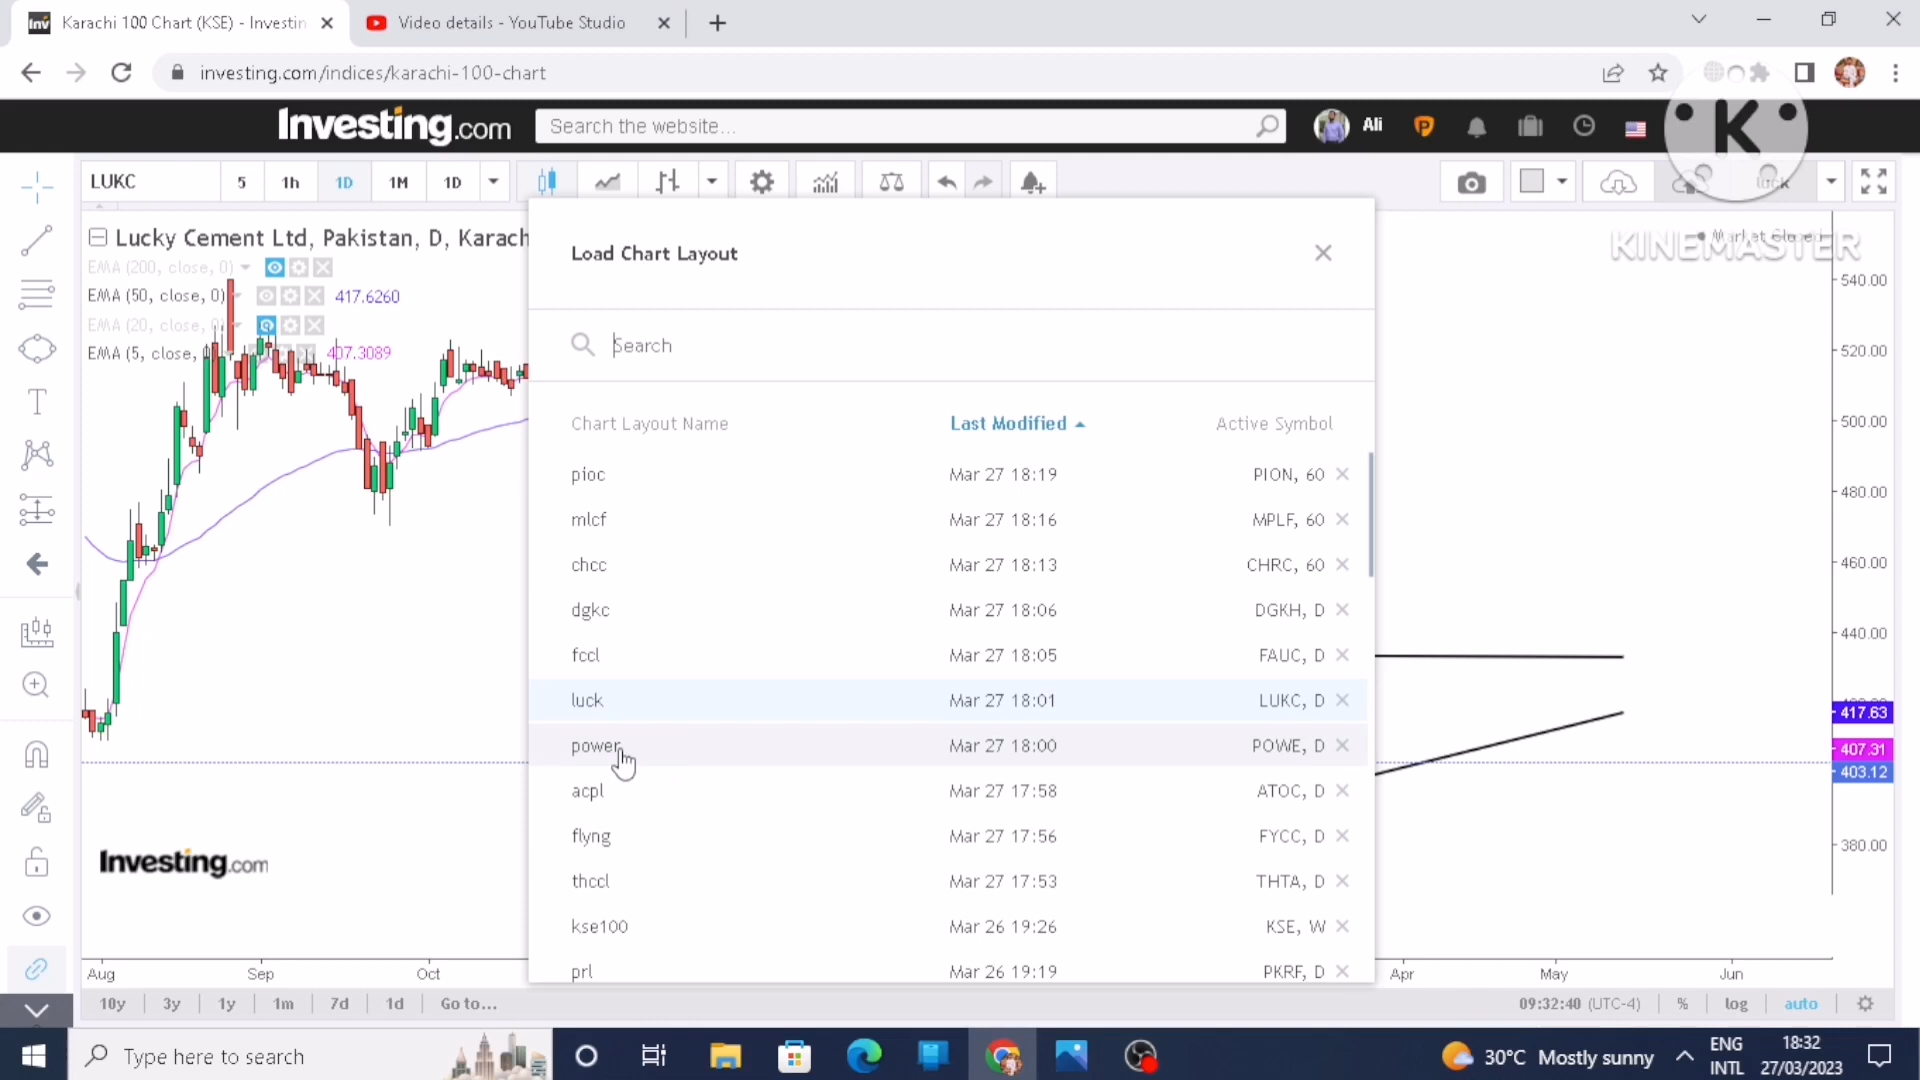 Karachi 100 Chart (KSE) - Investin
Video details - YouTube Studio
investing.com/indices/karachi-100-chart
Investing.com
Search the website...
Ali
K
LUKC
5
1h
1D
1M
1D
luck
Lucky Cement Ltd, Pakistan, D, Karach
Market Closed
KINEMASTER
EMA (200, close, 0)
EMA (50, close, 0)
417.6260
EMA (20, close, 0)
EMA (5, close, 0)
407.3089
Load Chart Layout
Search
Chart Layout Name
Last Modified
Active Symbol
pioc
Mar 27 18:19
PION, 60
mlcf
Mar 27 18:16
MPLF, 60
chcc
Mar 27 18:13
CHRC, 60
dgkc
Mar 27 18:06
DGKH, D
fccl
Mar 27 18:05
FAUC, D
luck
Mar 27 18:01
LUKC, D
power
Mar 27 18:00
POWE, D
acpl
Mar 27 17:58
ATOC, D
flyng
Mar 27 17:56
FYCC, D
thccl
Mar 27 17:53
THTA, D
kse100
Mar 26 19:26
KSE, W
prl
Mar 26 19:19
PKRF, D
540.00
520.00
500.00
480.00
460.00
440.00
417.63
407.31
403.12
380.00
Investing.com
Aug
Sep
Oct
Apr
May
Jun
10y
3y
1y
1m
7d
1d
Go to...
09:32:40 (UTC-4)
%
log
auto
Type here to search
30°C Mostly sunny
ENG
INTL
18:32
27/03/2023